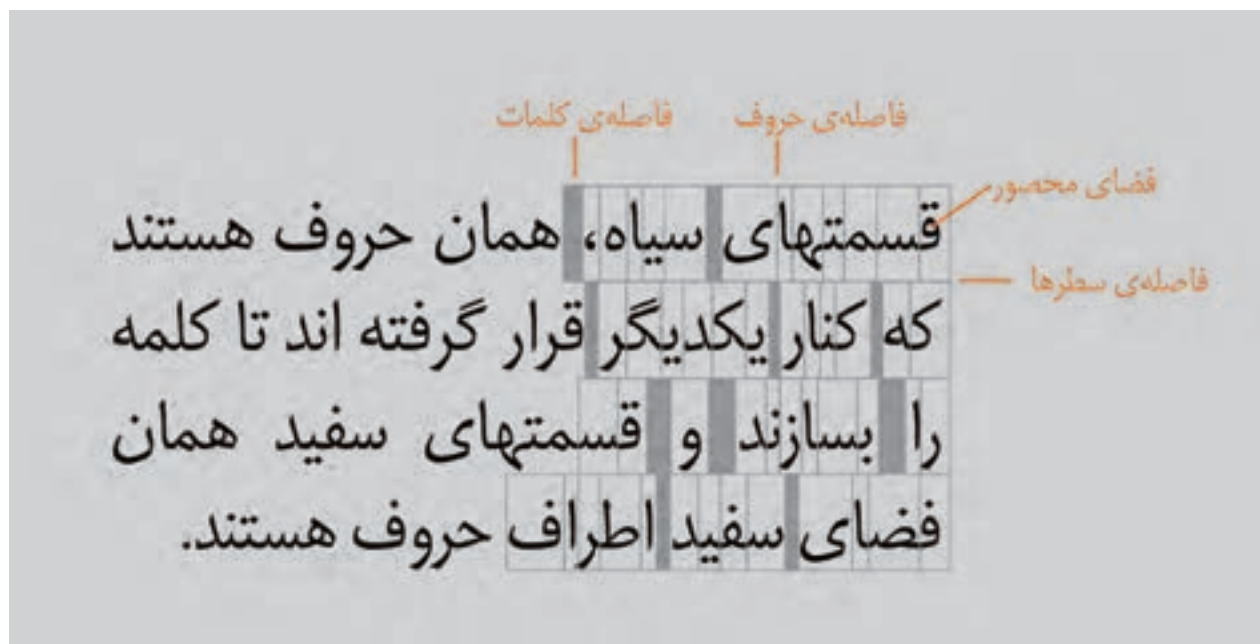 فاصله‌ی حروف
فاصله‌ی کلمات
فضای محصور
قسمتهای سیاه، همان حروف هستند
فاصله‌ی سطرها
که کنار یکدیگر قرار گرفته اند تا کلمه
را بسازند و قسمتهای سفید همان
فضای سفید اطراف حروف هستند.